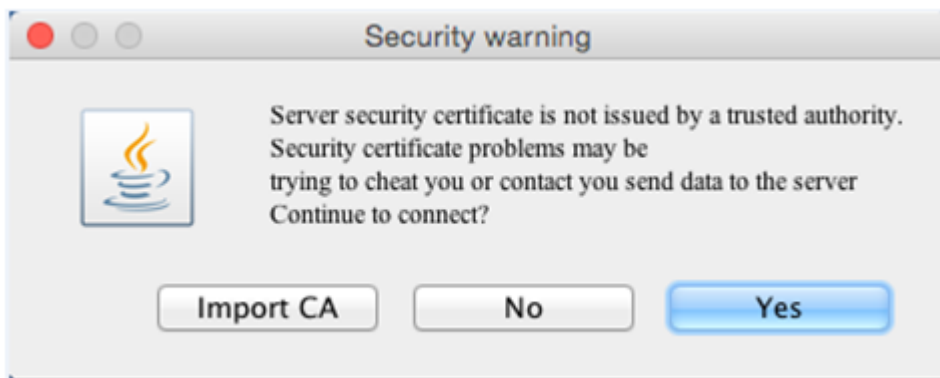 Security warning
Server security certificate is not issued by a trusted authority.
Security certificate problems may be
trying to cheat you or contact you send data to the server
Continue to connect?
Import CA
No
Yes